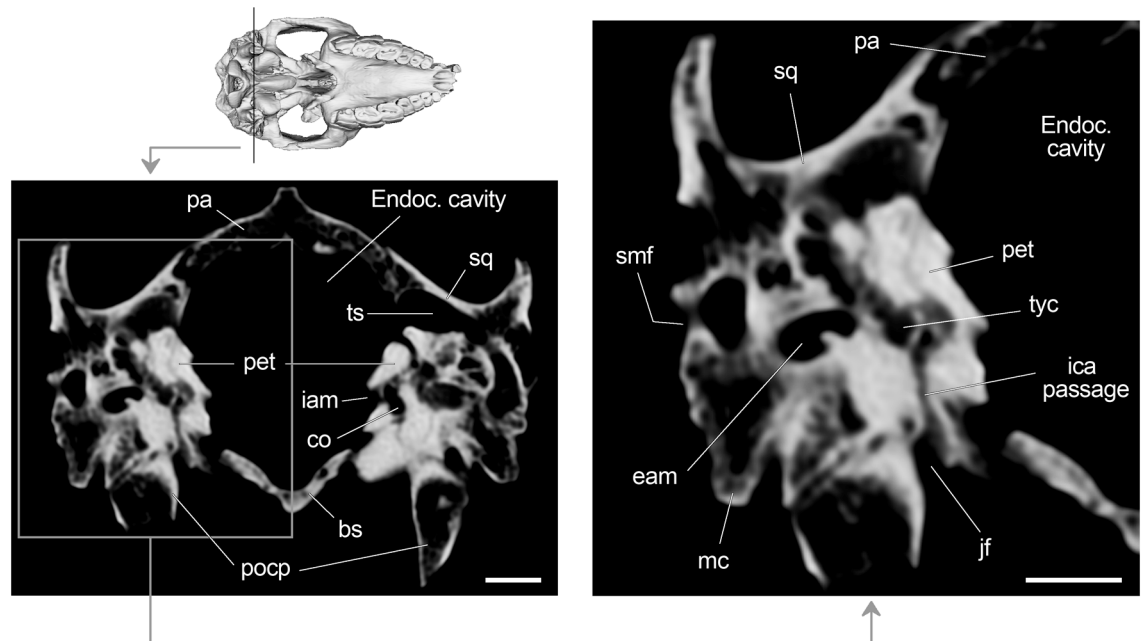 pa
Endoc. cavity
sq
ts
pet
iam
co
bs
pocp
pa
sq
Endoc.
cavity
smf
pet
tyc
ica
passage
eam
mc
jf